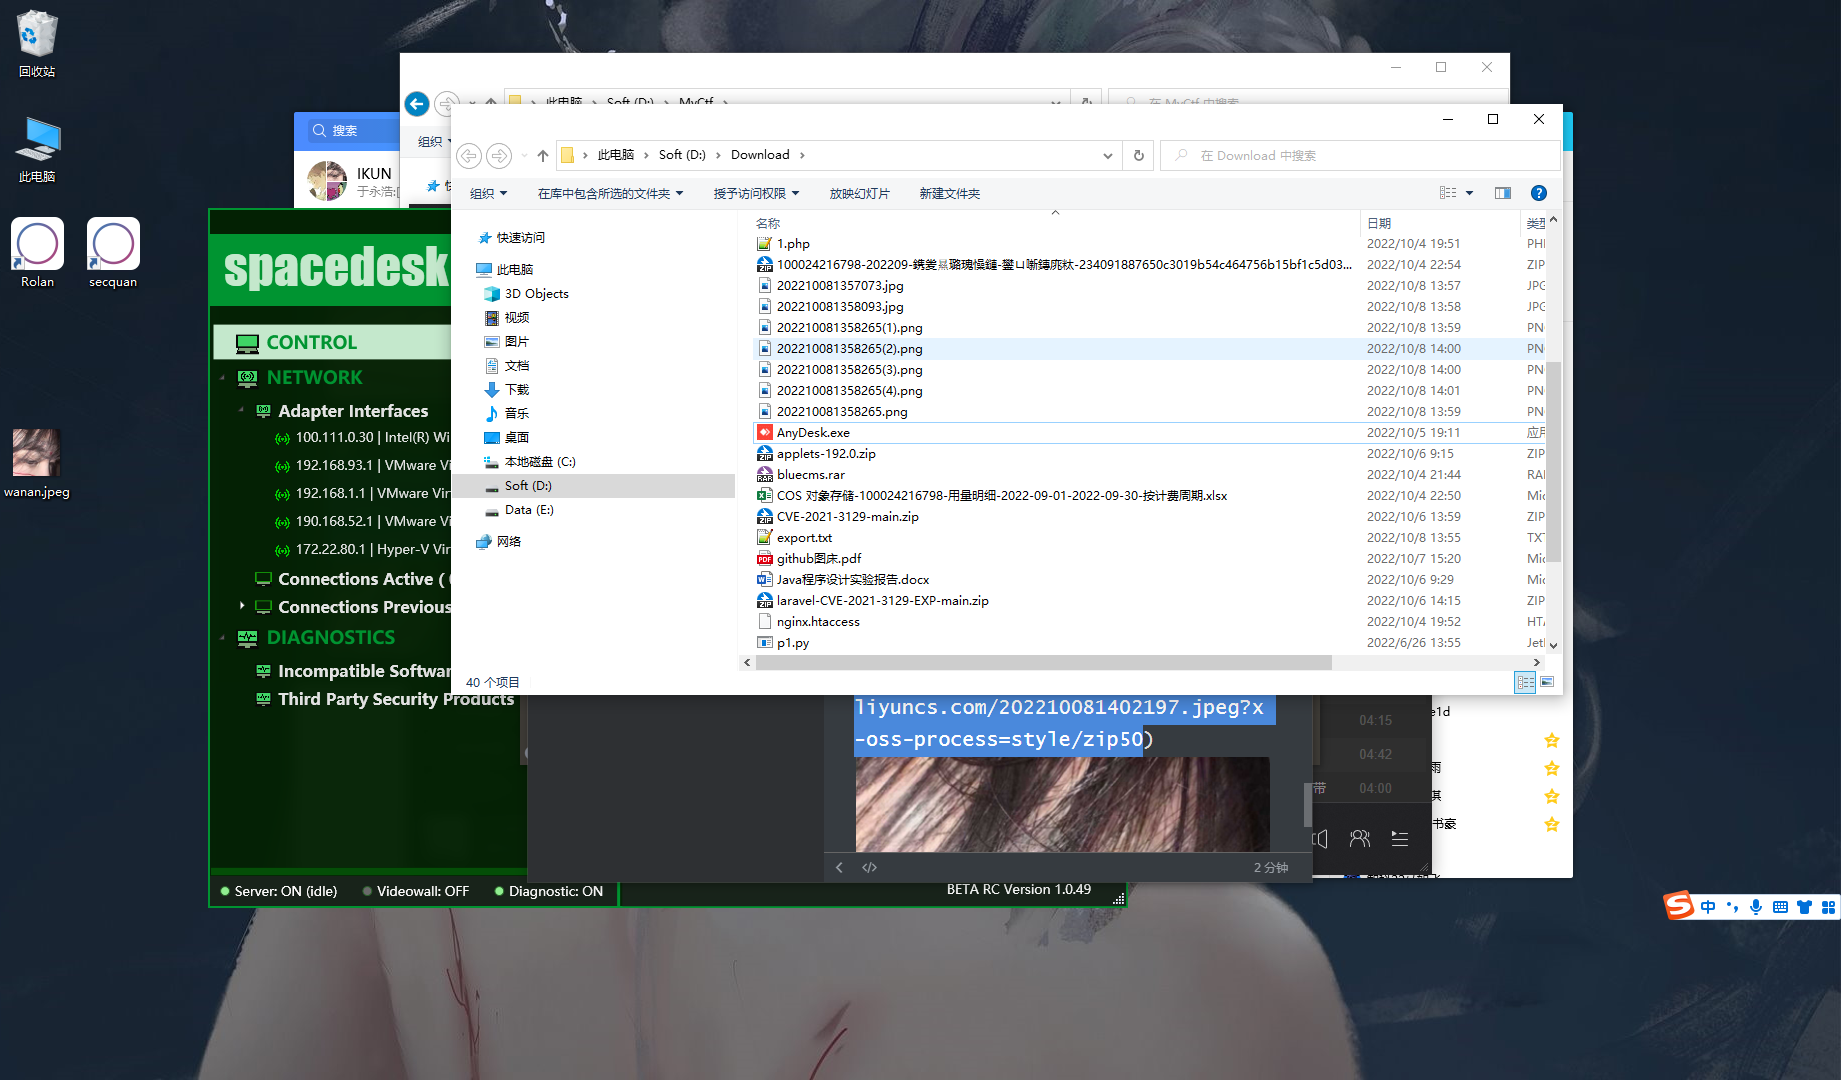 回收站
此电脑
Rolan
secquan
wanan.jpeg
此电脑 Soft (D:) MyCtf
在 MyCtf 中搜索
组织
搜索
IKUN
于永浩:[
此电脑 Soft (D:) Download
在 Download 中搜索
组织 在库中包含所选的文件夹 授予访问权限 放映幻灯片 新建文件夹
快速访问
此电脑
3D Objects
视频
图片
文档
下载
音乐
桌面
本地磁盘 (C:)
Soft (D:)
Data (E:)
网络
名称 日期 类型
1.php 2022/10/4 19:51 PH
2022/10/4 22:54 ZIP
202210081357073.jpg 2022/10/8 13:57 JPG
202210081358093.jpg 2022/10/8 13:58 JPG
202210081358265(1).png 2022/10/8 13:59 PN
202210081358265(2).png 2022/10/8 14:00 PN
202210081358265(3).png 2022/10/8 14:00 PN
202210081358265(4).png 2022/10/8 14:01 PN
202210081358265.png 2022/10/8 13:59 PN
AnyDesk.exe 2022/10/5 19:11 应用
applets-192.0.zip 2022/10/6 9:15 ZIP
bluecms.rar 2022/10/4 21:44 RA
COS 对象存储-100024216798-用量明细-2022-09-01-2022-09-30-按计费周期.xlsx 2022/10/4 22:50 Mic
CVE-2021-3129-main.zip 2022/10/6 13:59 ZIP
export.txt 2022/10/8 13:55 TXT
github图床.pdf 2022/10/7 15:20 Mic
Java程序设计实验报告.docx 2022/10/6 9:29 Mic
laravel-CVE-2021-3129-EXP-main.zip 2022/10/6 14:15 ZIP
nginx.htaccess 2022/10/4 19:52 HT
p1.py 2022/6/26 13:55 Jet
40 个项目
spacedesk
CONTROL
NETWORK
Adapter Interfaces
100.111.0.30 | Intel(R) Wi
192.168.93.1 | VMware Vi
192.168.1.1 | VMware Virt
190.168.52.1 | VMware Vi
172.22.80.1 | Hyper-V Vir
Connections Active (
Connections Previous
DIAGNOSTICS
Incompatible Softwar
Third Party Security Products
Server: ON (idle) Videowall: OFF Diagnostic: ON
BETA RC Version 1.0.49
liyuncs.com/202210081402197.jpeg?x
-oss-process=style/zip50)
2 分钟
04:15
04:42
带 04:00
e1d
雨
淇
书豪
中